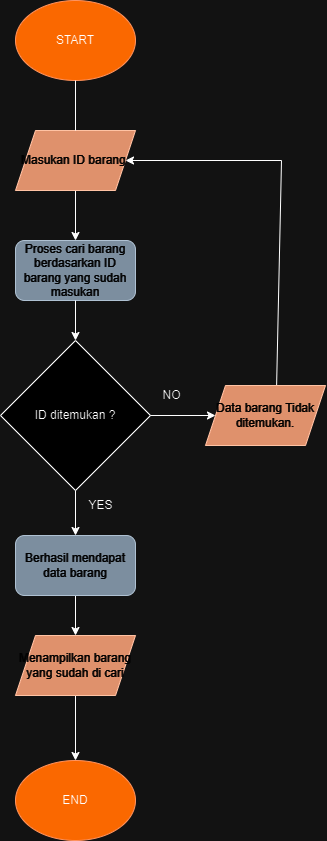 START
Masukan ID barang
Proses cari barang
berdasarkan ID
barang yang sudah
masukan
ID ditemukan ?
NO
Data barang Tidak
ditemukan.
YES
Berhasil mendapat
data barang
Menampilkan barang
yang sudah di cari
END